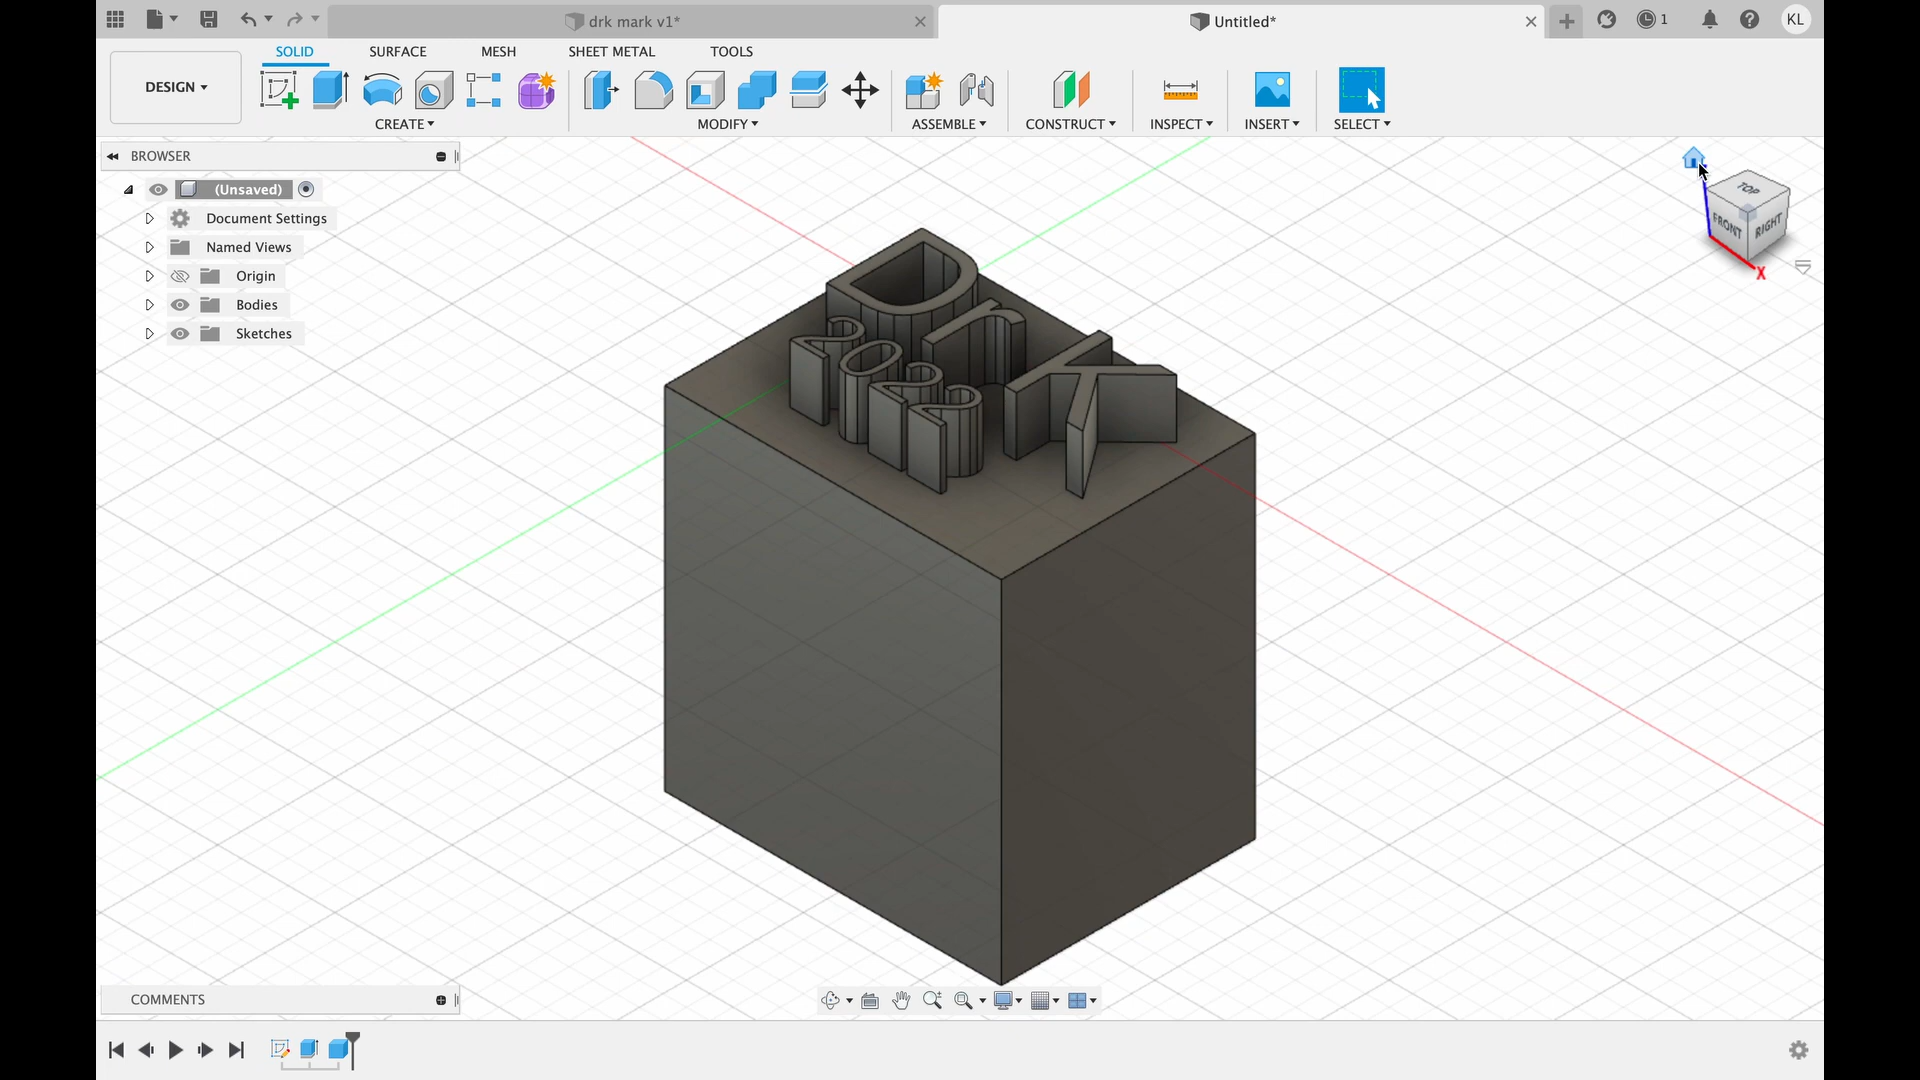 drk mark v1*
Untitled*
1
KL
DESIGN
SOLID
SURFACE
MESH
SHEET METAL
TOOLS
CREATE
MODIFY
ASSEMBLE
CONSTRUCT
INSPECT
INSERT
SELECT
BROWSER
(Unsaved)
Document Settings
Named Views
Origin
Bodies
Sketches
TOP
FRONT
RIGHT
X
Drk
2022
COMMENTS